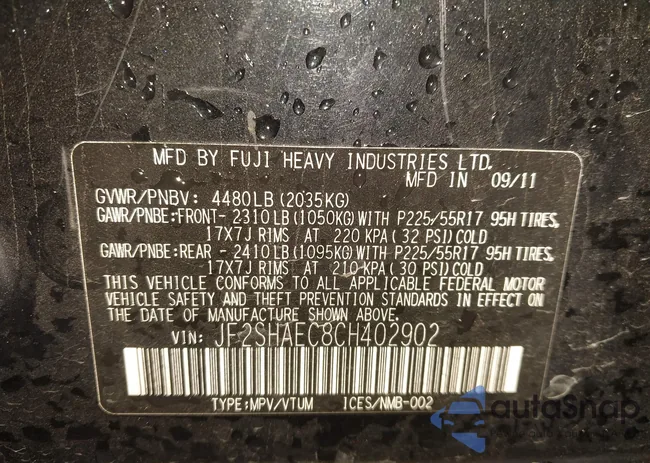 MFD BY FUJI HEAVY INDUSTRIES LTD.
MFD IN 09/11
GVWR/PNBV: 4480LB(2035KG)
GAWR/PNBE:FRONT-2310LB(1050KG)WITH P225/55R17 95H TIRES,
17X7J RIMS AT 220 KPA(32 PSI)COLD
GAWR/PNBE:REAR -2410LB(1095KG)WITH P225/55R17 95H TIRES,
17X7J RIMS AT 210 KPA(30 PSI)COLD
THIS VEHICLE CONFORMS TO ALL APPLICABLE FEDERAL MOTOR
VEHICLE SAFETY AND THEFT PREVENTION STANDARDS IN EFFECT ON
THE DATE OF MANUFACTURE SHOWN ABOVE.
VIN: JF2SHAEC8CH402902
TYPE:MPV/VTUM ICES/NMB-002
autoSnap